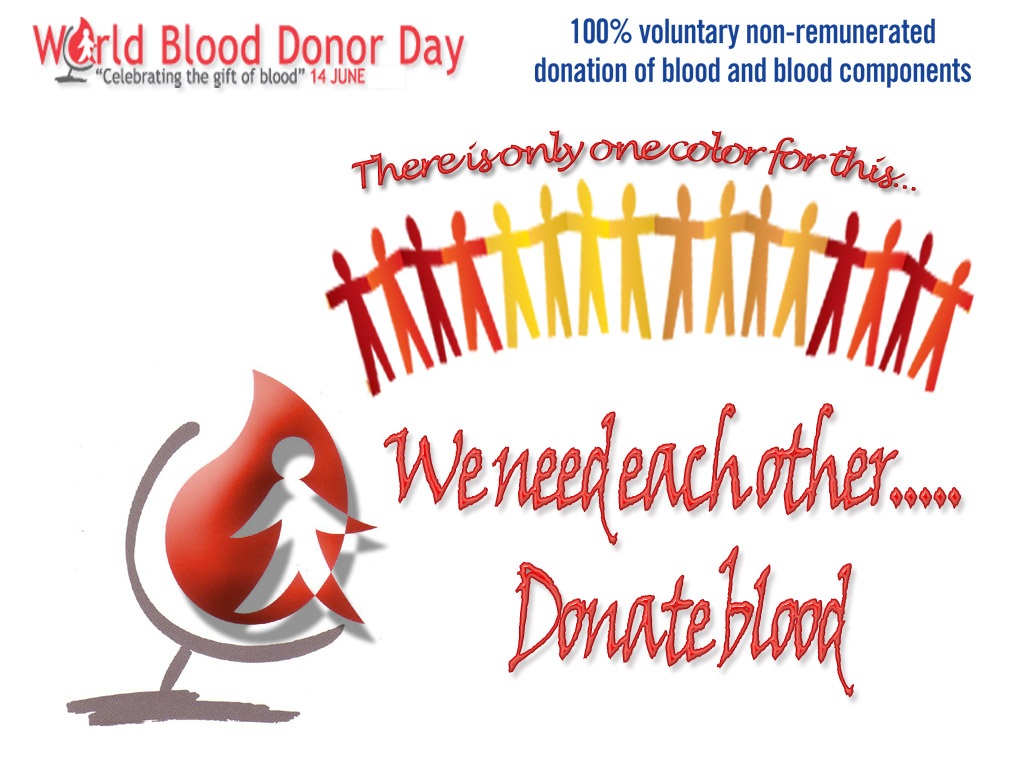 World Blood Donor Day
"Celebrating the gift of blood" 14 JUNE
100% voluntary non-remunerated
donation of blood and blood components
There is only one color for this...
We need each other.....
Donate blood